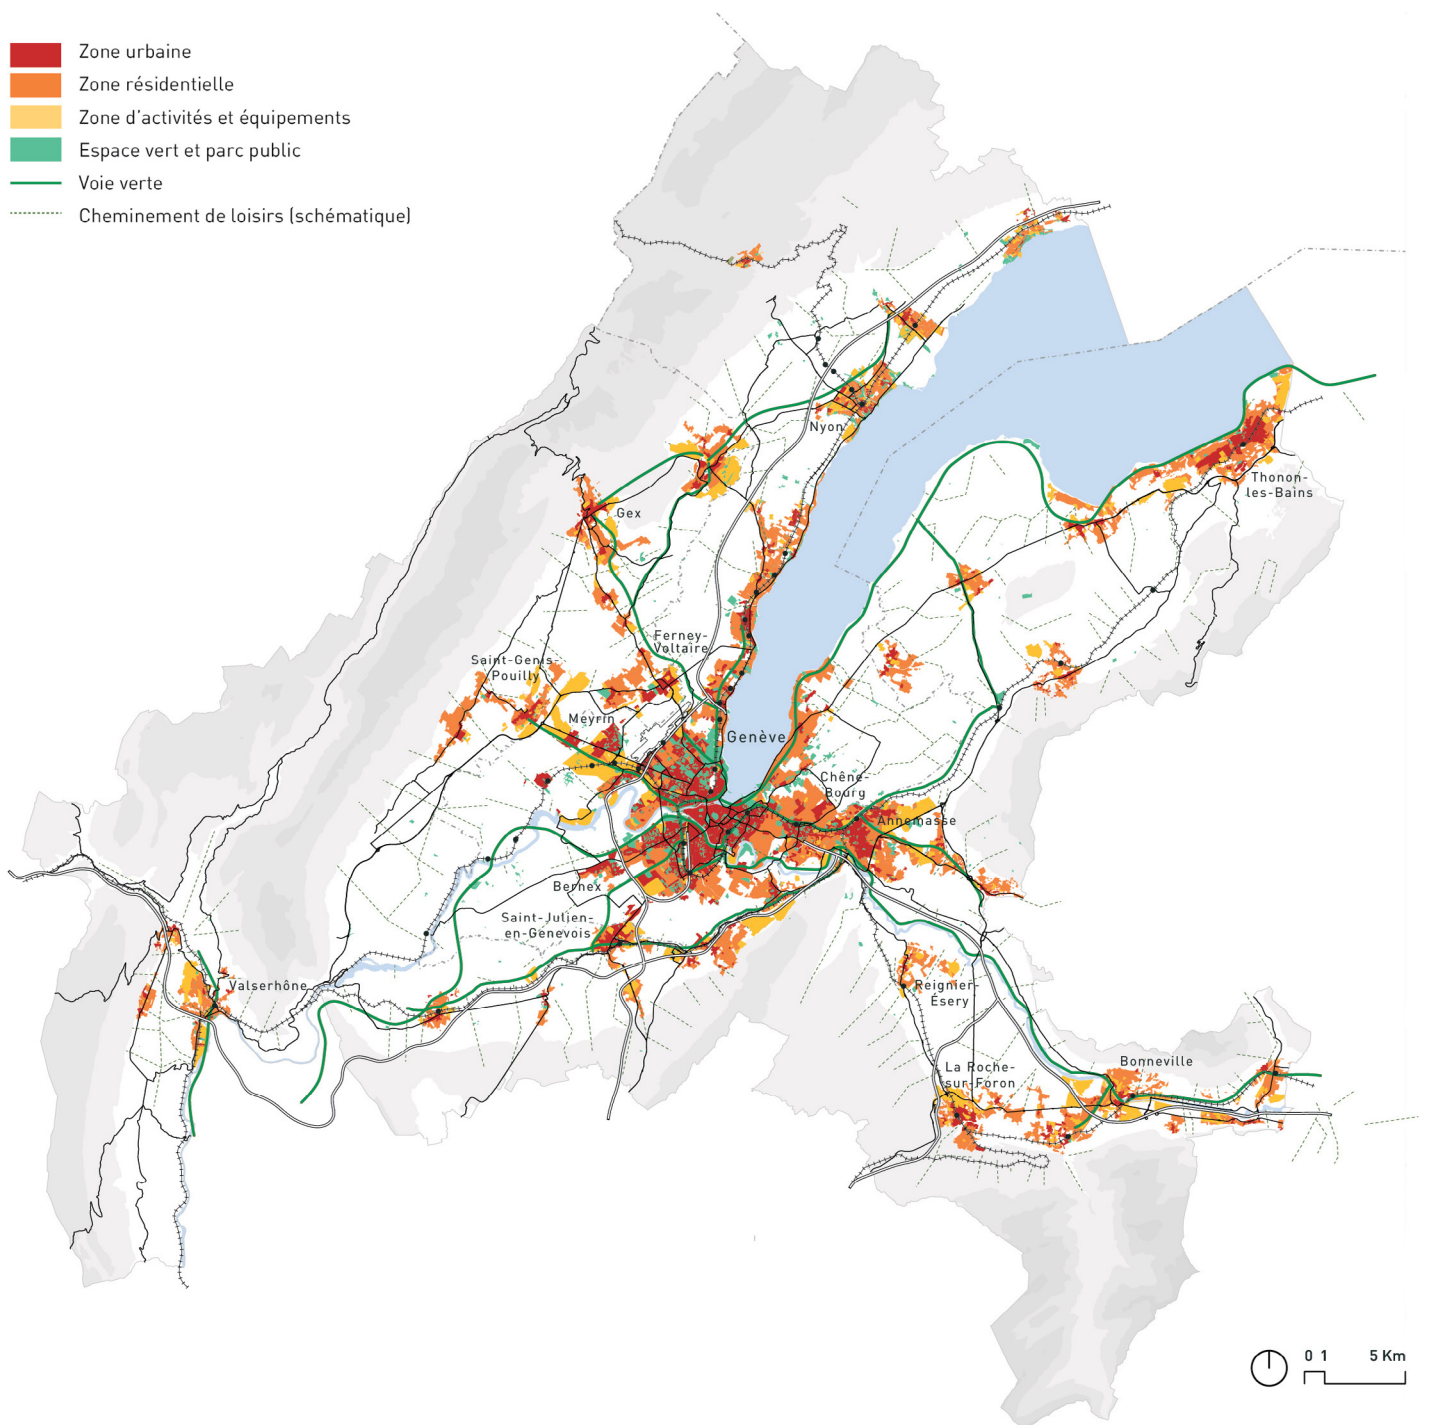 Zone urbaine
Zone résidentielle
Zone d'activités et équipements
Espace vert et parc public
Voie verte
Cheminement de loisirs (schématique)
Nyon
Thonon-
les-Bains
Gex
Ferney-
Voltaire
Saint-Genis-
Pouilly
Meyrin
Genève
Chêne-
Bourg
Annemasse
Bernex
Saint-Julien-
en-Genevois
Valserhône
Reignier-
Ésery
Bonneville
La Roche-
sur-Foron
0 1 5 Km